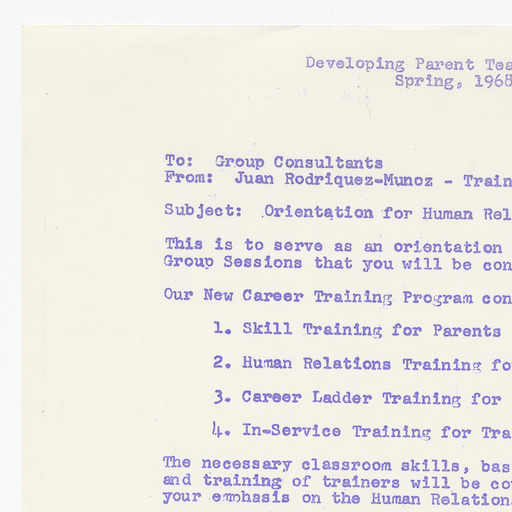 Developing Parent Tea
Spring, 1968
To: Group Consultants
From: Juan Rodriquez-Munoz - Train
Subject: Orientation for Human Rel
This is to serve as an orientation
Group Sessions that you will be con
Our New Career Training Program con
1. Skill Training for Parents
2. Human Relations Training fo
3. Career Ladder Training for
4. In-Service Training for Tra
The necessary classroom skills, bas
and training of trainers will be co
your emphasis on the Human Relation